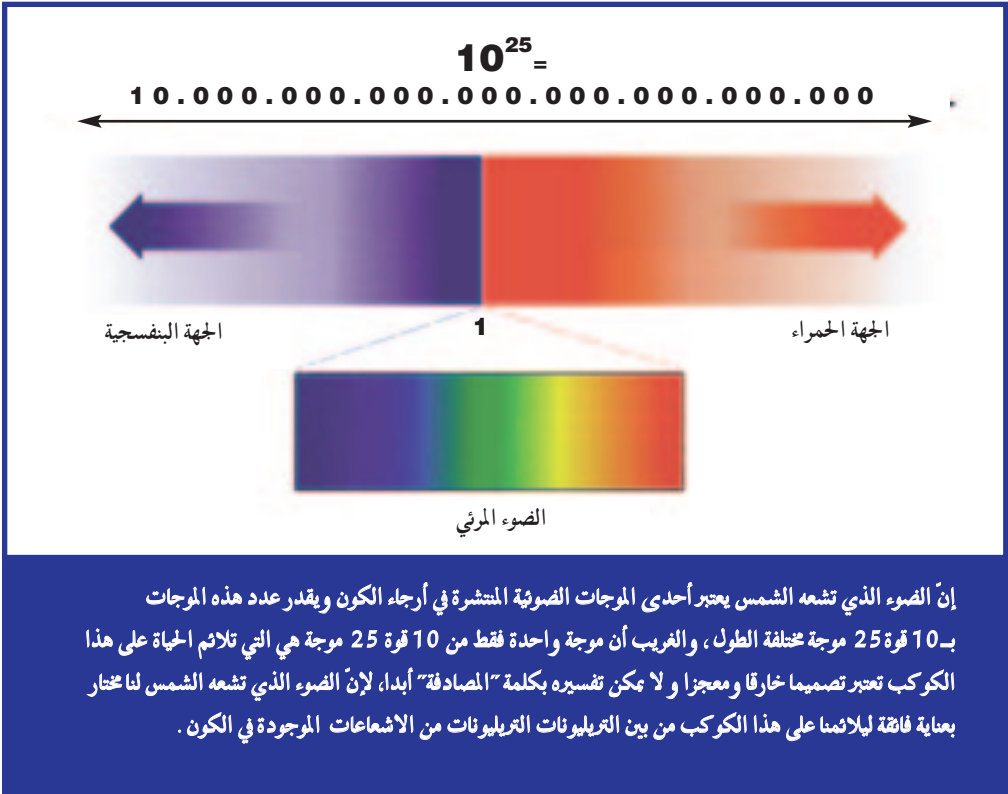 10²⁵=
10.000.000.000.000.000.000.000.000
الجهة البنفسجية
1
الجهة الحمراء
الضوء المرئي
إنّ الضوء الذي تشعه الشمس يعتبر أحدى الموجات الضوئية المنتشرة في أرجاء الكون ويقدر عدد هذه الموجات
بـ10 قوة 25 موجة مختلفة الطول، والغريب أن موجة واحدة فقط من 10 قوة 25 موجة هي التي تلائم الحياة على هذا
الكوكب تعتبر تصميما خارقا ومعجزا و لا يمكن تفسيره بكلمة "المصادفة" أبدا، لإنّ الضوء الذي تشعه الشمس لنا مختار
بعناية فائقة ليلائمنا على هذا الكوكب من بين التريليونات التريليونات من الاشعاعات الموجودة في الكون .